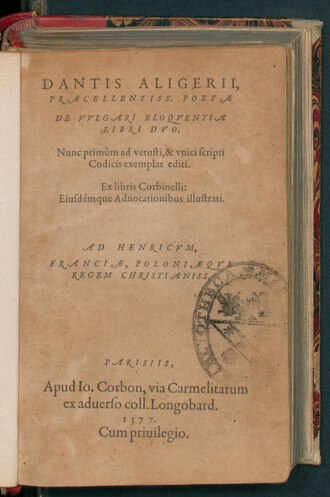 DANTIS ALIGERII,
PRÆCELLENTISS. POETÆ
DE VVLGARI ELOQVENTIA
LIBRI DVO.
Nunc primùm ad vetusti, & vnici scripti
Codicis exemplar editi.
Ex libris Corbinelli:
Eiusdémque Adnotationibus illustrati.
AD HENRICVM,
FRANCIÆ, POLONIÆQVE
REGEM CHRISTIANISS.
BIBLIOTHECA
PARISIIS,
Apud Io. Corbon, via Carmelitarum
ex aduerso coll. Longobard.
1577.
Cum priuilegio.